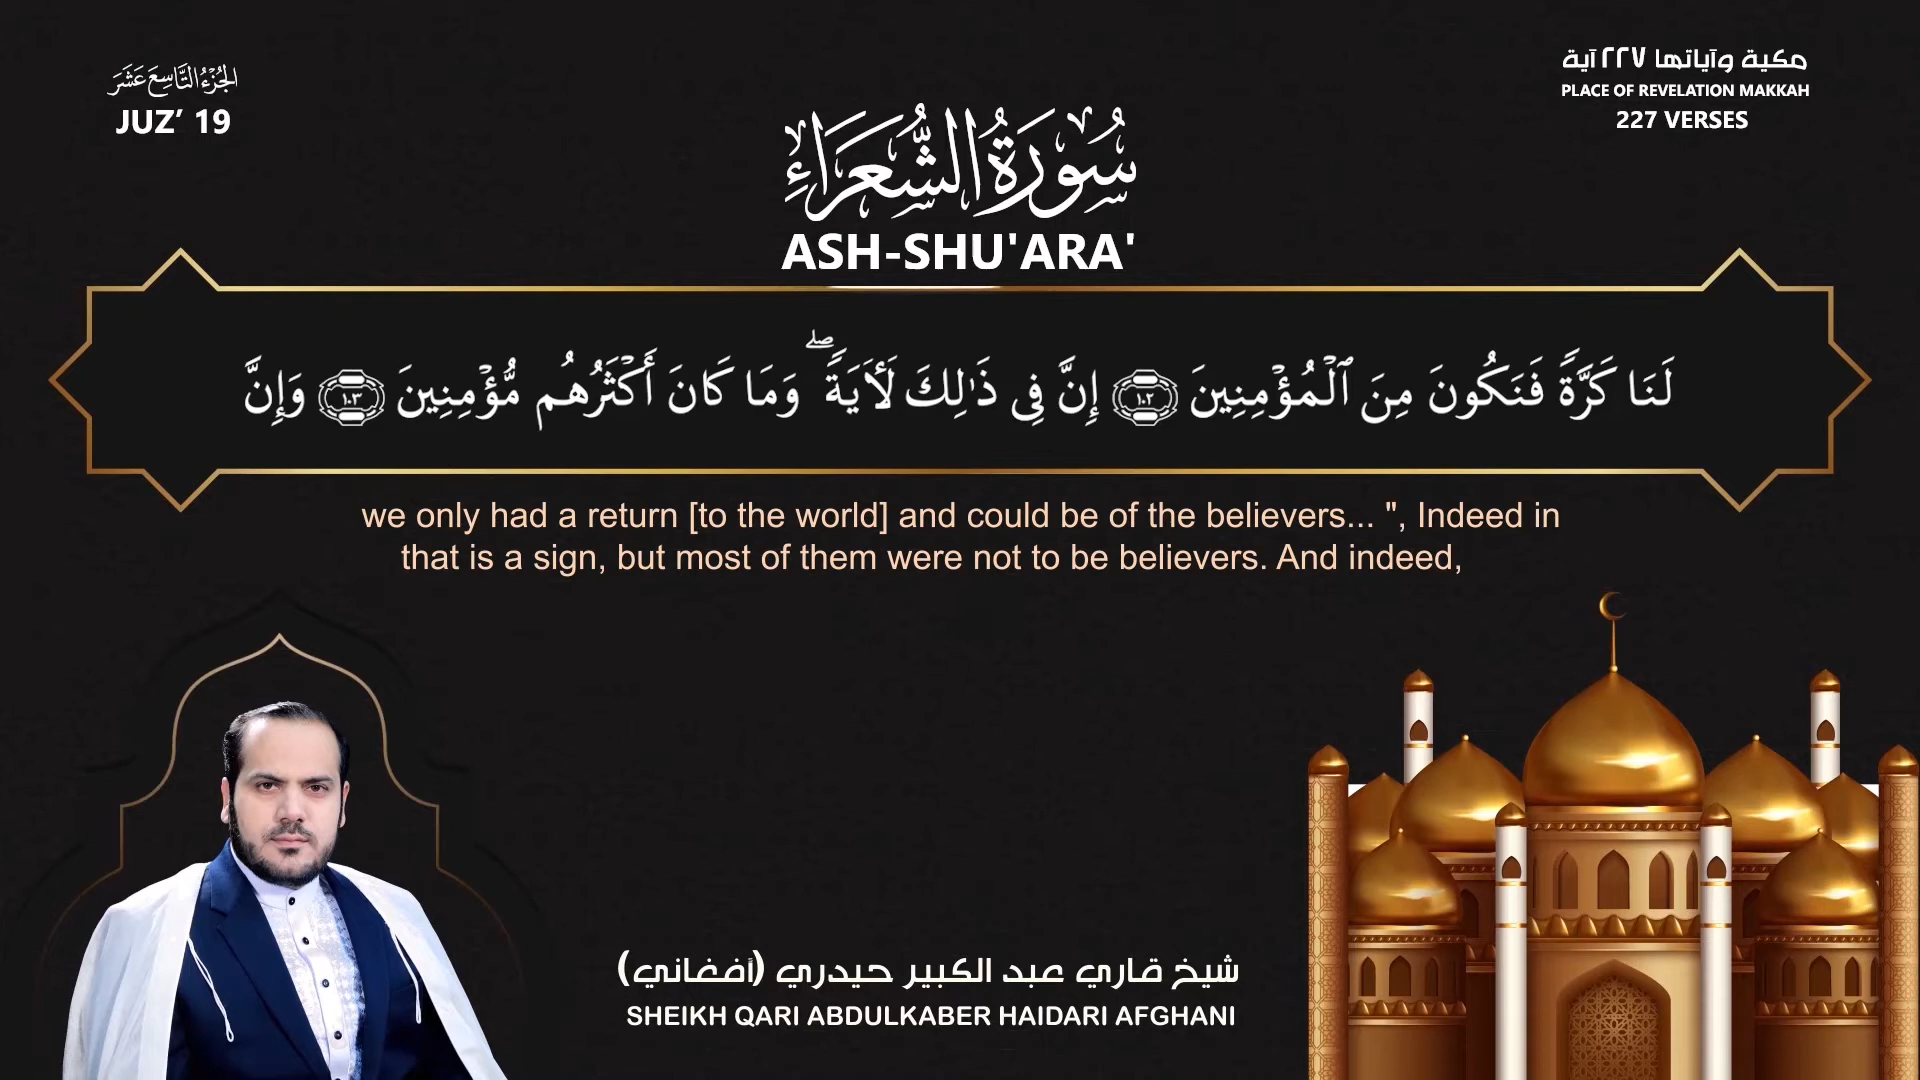 الجُزْءُ التَّاسِعَ عَشَرَ
JUZ’ 19
مكية وآياتها ٢٢٧ آية
PLACE OF REVELATION MAKKAH
227 VERSES
سُورَةُ الشُّعَرَاءِ
ASH-SHU'ARA'
لَنَا كَرَّةً فَنَكُونَ مِنَ ٱلْمُؤْمِنِينَ ١٠٢ إِنَّ فِى ذَٰلِكَ لَـَٔايَةً ۖ وَمَا كَانَ أَكْثَرُهُم مُّؤْمِنِينَ ١٠٣ وَإِنَّ
we only had a return [to the world] and could be of the believers... ", Indeed in
that is a sign, but most of them were not to be believers. And indeed,
شيخ قاري عبد الكبير حيدري (أفغاني)
SHEIKH QARI ABDULKABER HAIDARI AFGHANI